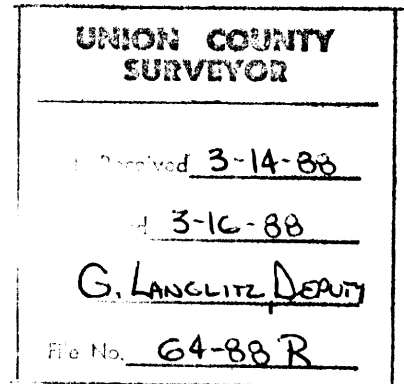 UNION COUNTY
SURVEYOR
Received 3-14-88
3-16-88
G. LANGLITZ DEPUTY
File No. 64-88 R